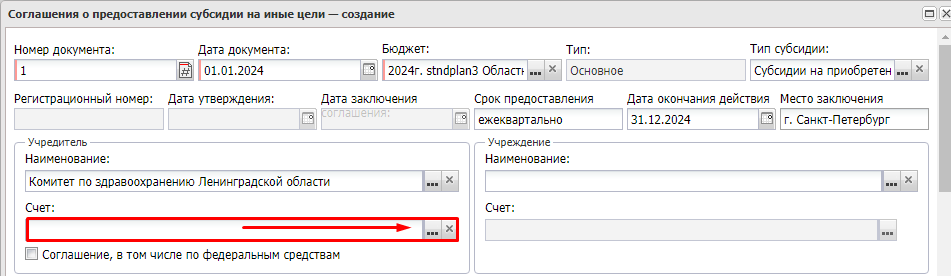 Соглашения о предоставлении субсидии на иные цели — создание
Номер документа: Дата документа: Бюджет: Тип: Тип субсидии:
1 01.01.2024 2024г. stndplan3 Област Основное Субсидии на приобретен
Регистрационный номер: Дата утверждения: Дата заключения соглашения: Срок предоставления Дата окончания действия Место заключения
ежеквартально 31.12.2024 г. Санкт-Петербург
Учредитель Учреждение
Наименование: Наименование:
Комитет по здравоохранению Ленинградской области
Счет: Счет:
Соглашение, в том числе по федеральным средствам